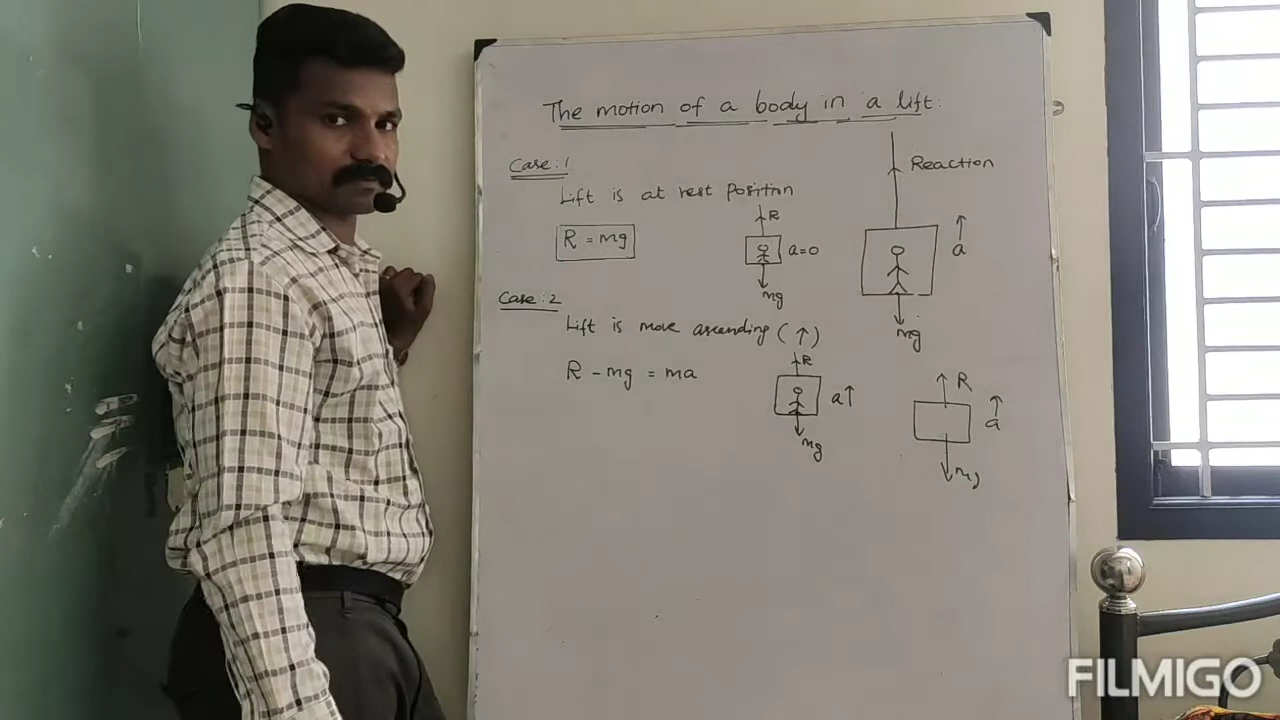 The motion of a body in a lift:
Case: 1
Lift is at rest position
R = mg
R
a=0
mg
Reaction
↑
a
mg
Case: 2
Lift is move ascending (↑)
R - mg = ma
R
a↑
mg
R
↑
a
mg
FILMIGO